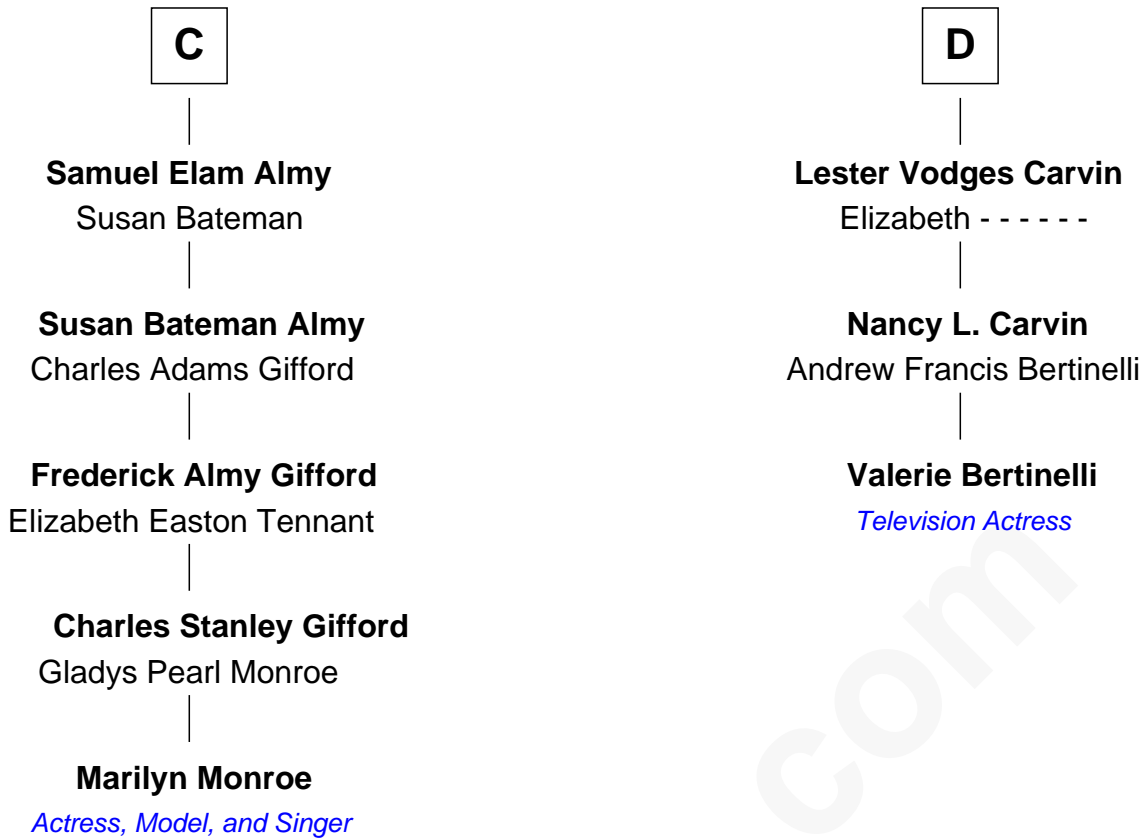 C
Samuel Elam Almy
Susan Bateman
Susan Bateman Almy
Charles Adams Gifford
Frederick Almy Gifford
Elizabeth Easton Tennant
Charles Stanley Gifford
Gladys Pearl Monroe
Marilyn Monroe
Actress, Model, and Singer
D
Lester Vodges Carvin
Elizabeth - - - - - -
Nancy L. Carvin
Andrew Francis Bertinelli
Valerie Bertinelli
Television Actress
com